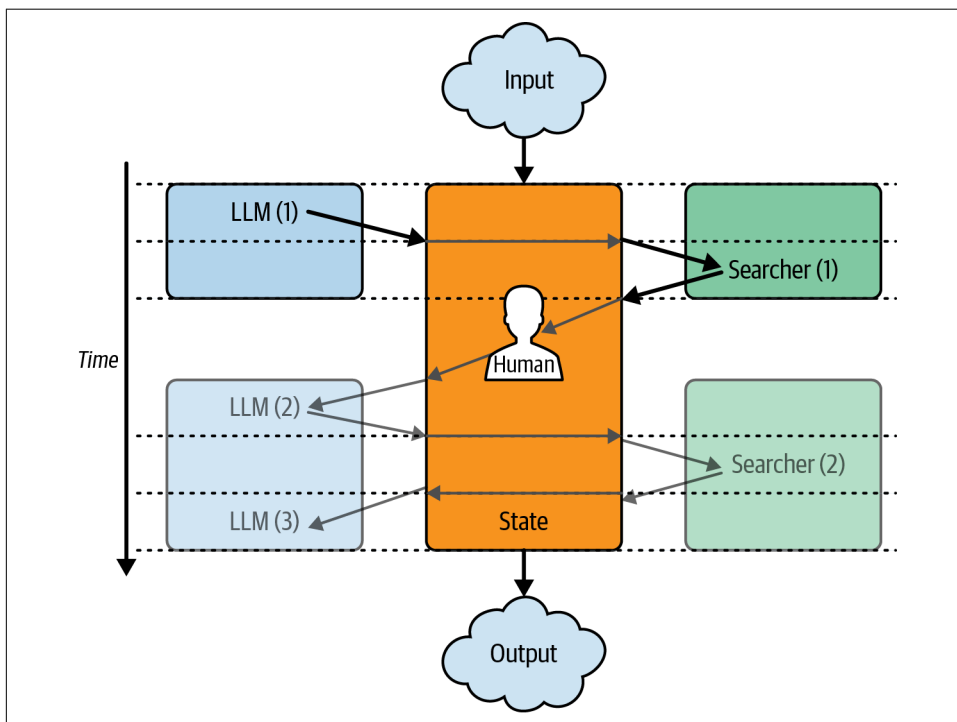 Input
LLM (1)
Searcher (1)
Time
Human
LLM (2)
Searcher (2)
LLM (3)
State
Output